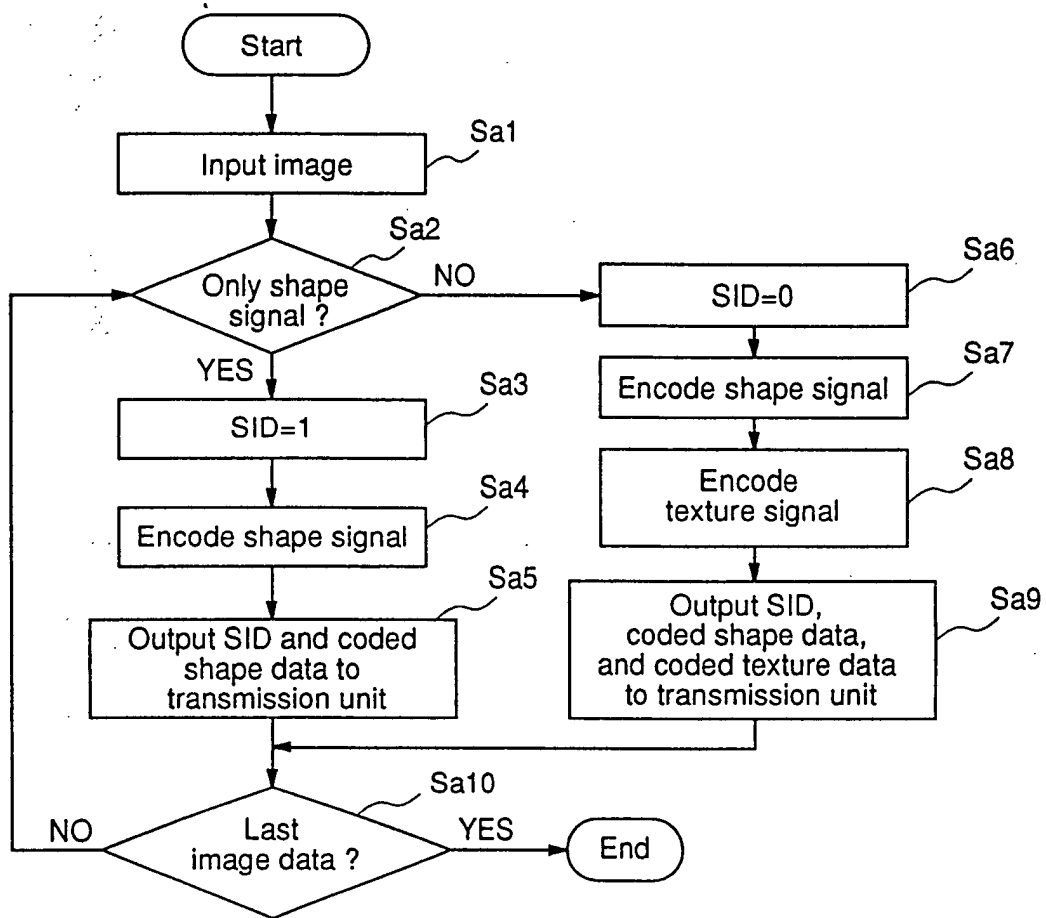 Start
Input image
Sa1
Only shape
signal ?
Sa2
NO
YES
SID=1
Sa3
Encode shape signal
Sa4
Output SID and coded
shape data to
transmission unit
Sa5
SID=0
Sa6
Encode shape signal
Sa7
Encode
texture signal
Sa8
Output SID,
coded shape data,
and coded texture data
to transmission unit
Sa9
Last
image data ?
Sa10
NO
YES
End